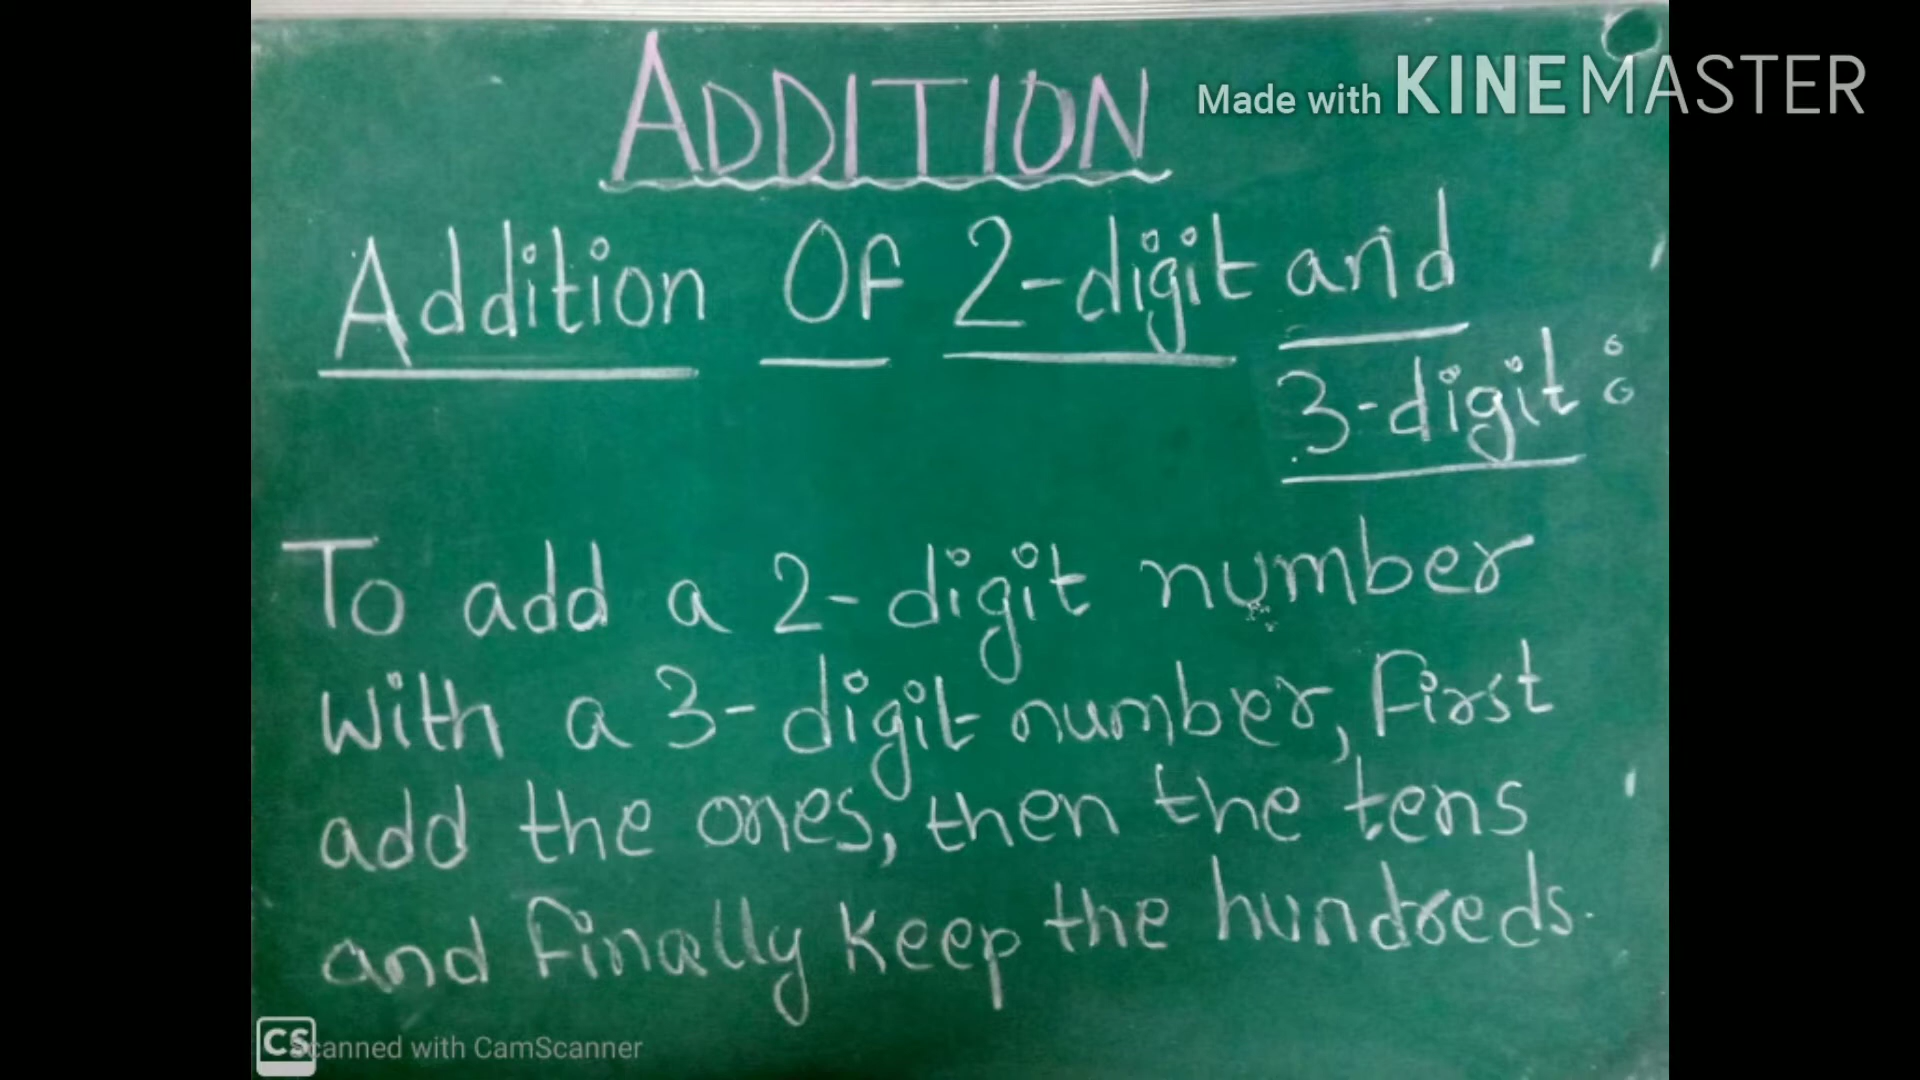 ADDITION
Made with KINEMASTER
Addition Of 2-digit and
3-digit :
To add a 2-digit number
with a 3-digit number, first
add the ones, then the tens
and finally keep the hundreds.
CS Scanned with CamScanner